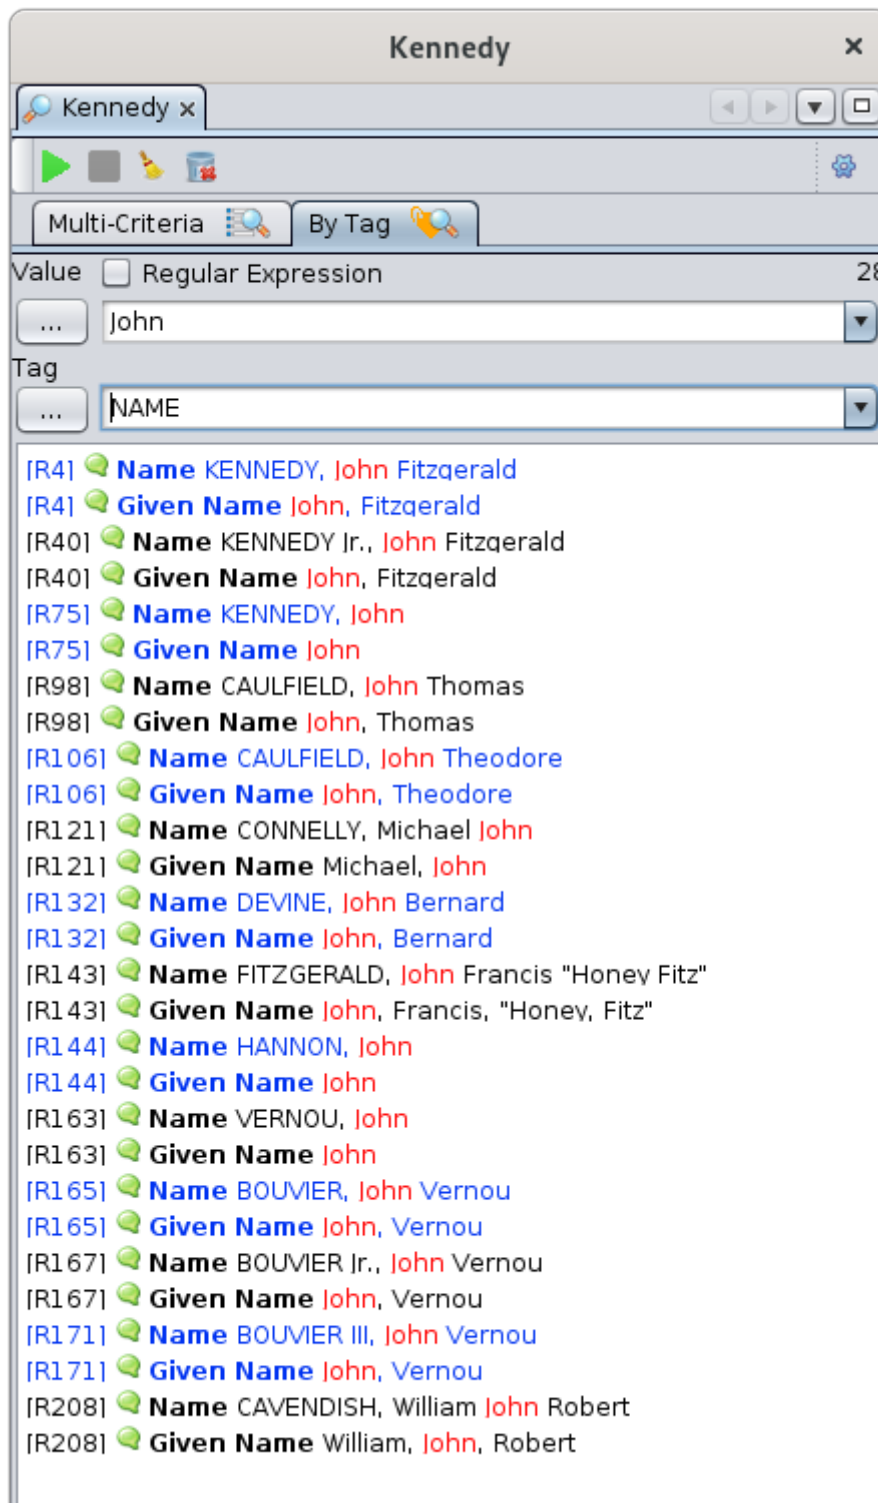 Kennedy ×
Kennedy ×
Multi-Criteria By Tag
Value Regular Expression 28
... John
Tag
... NAME
[R4] Name KENNEDY, John Fitzgerald
[R4] Given Name John, Fitzgerald
[R40] Name KENNEDY Jr., John Fitzgerald
[R40] Given Name John, Fitzgerald
[R75] Name KENNEDY, John
[R75] Given Name John
[R98] Name CAULFIELD, John Thomas
[R98] Given Name John, Thomas
[R106] Name CAULFIELD, John Theodore
[R106] Given Name John, Theodore
[R121] Name CONNELLY, Michael John
[R121] Given Name Michael, John
[R132] Name DEVINE, John Bernard
[R132] Given Name John, Bernard
[R143] Name FITZGERALD, John Francis "Honey Fitz"
[R143] Given Name John, Francis, "Honey, Fitz"
[R144] Name HANNON, John
[R144] Given Name John
[R163] Name VERNOU, John
[R163] Given Name John
[R165] Name BOUVIER, John Vernou
[R165] Given Name John, Vernou
[R167] Name BOUVIER Jr., John Vernou
[R167] Given Name John, Vernou
[R171] Name BOUVIER III, John Vernou
[R171] Given Name John, Vernou
[R208] Name CAVENDISH, William John Robert
[R208] Given Name William, John, Robert